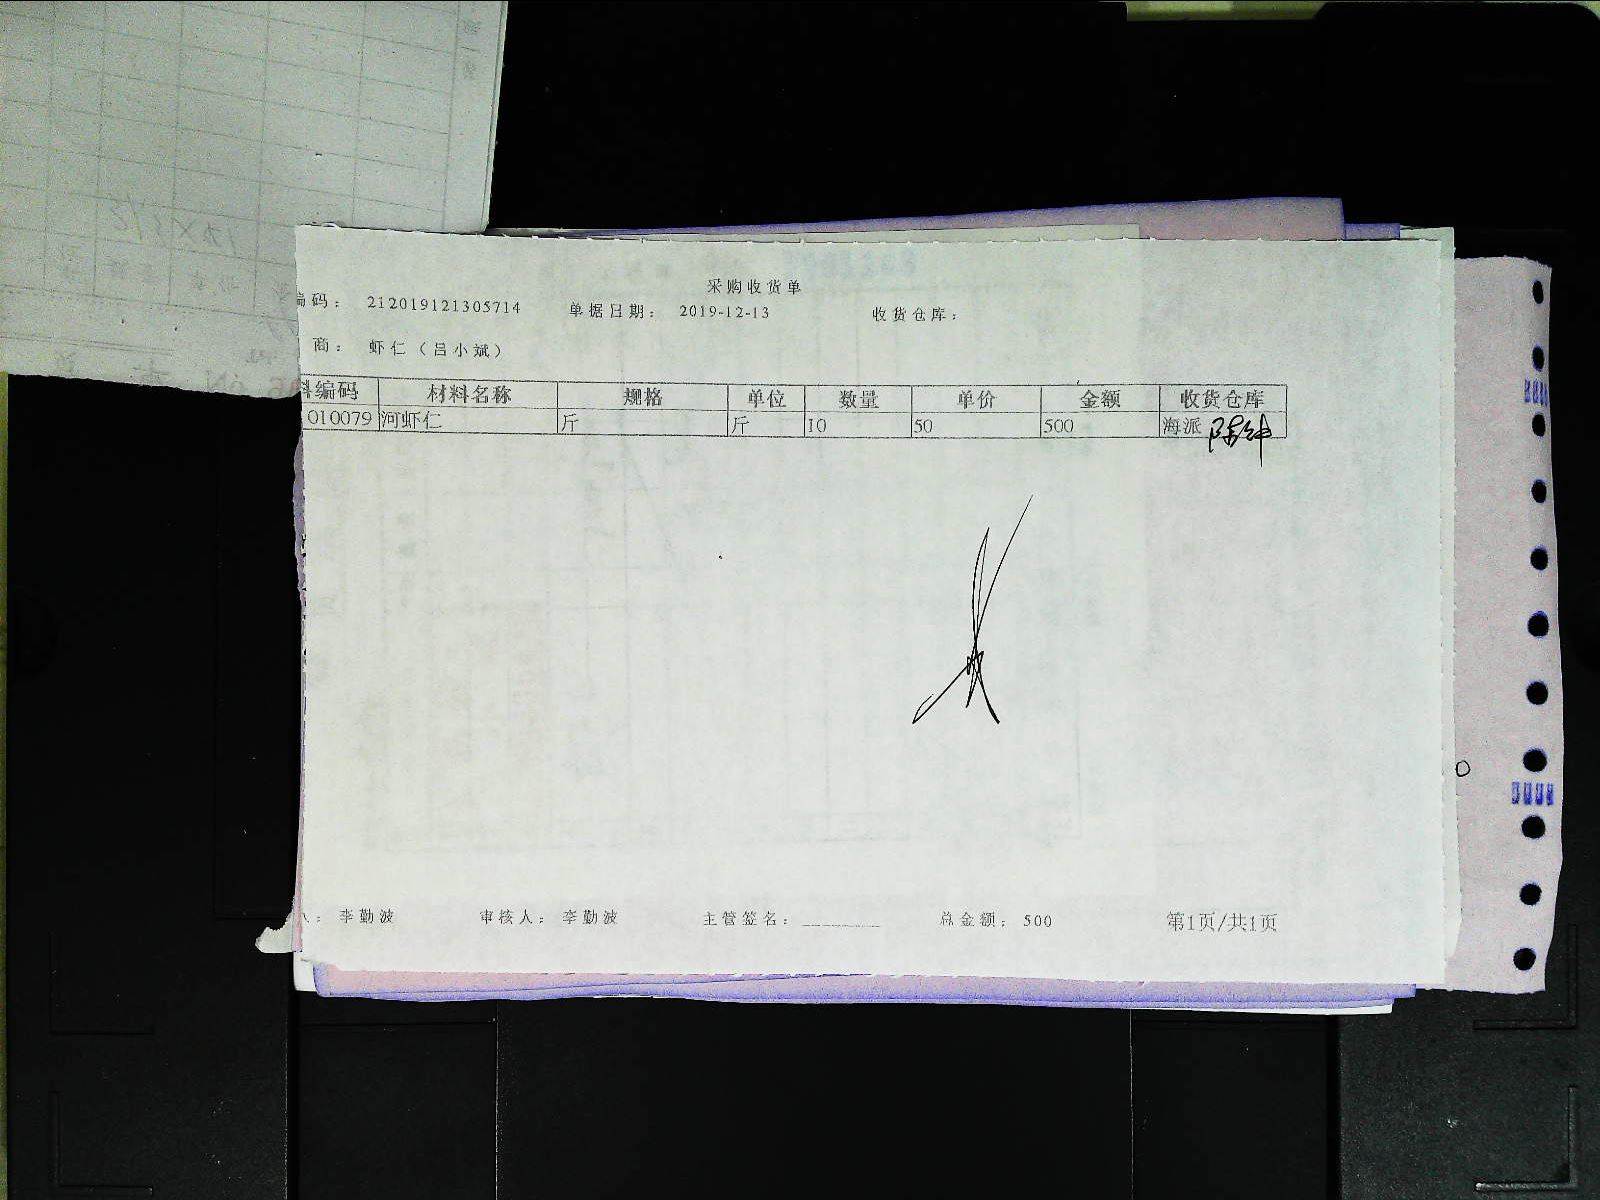 采购收货单
编码： 212019121305714 单据日期： 2019-12-13 收货仓库：
商： 虾仁（吕小斌）
料编码 材料名称 规格 单位 数量 单价 金额 收货仓库
010079 河虾仁 斤 斤 10 50 500 海派
人： 李勤波 审核人： 李勤波 主管签名： ________ 总金额： 500 第1页/共1页